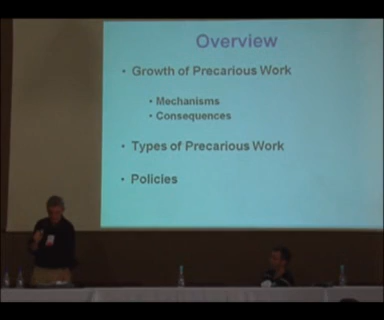 Overview
• Growth of Precarious Work
• Mechanisms
• Consequences
• Types of Precarious Work
• Policies